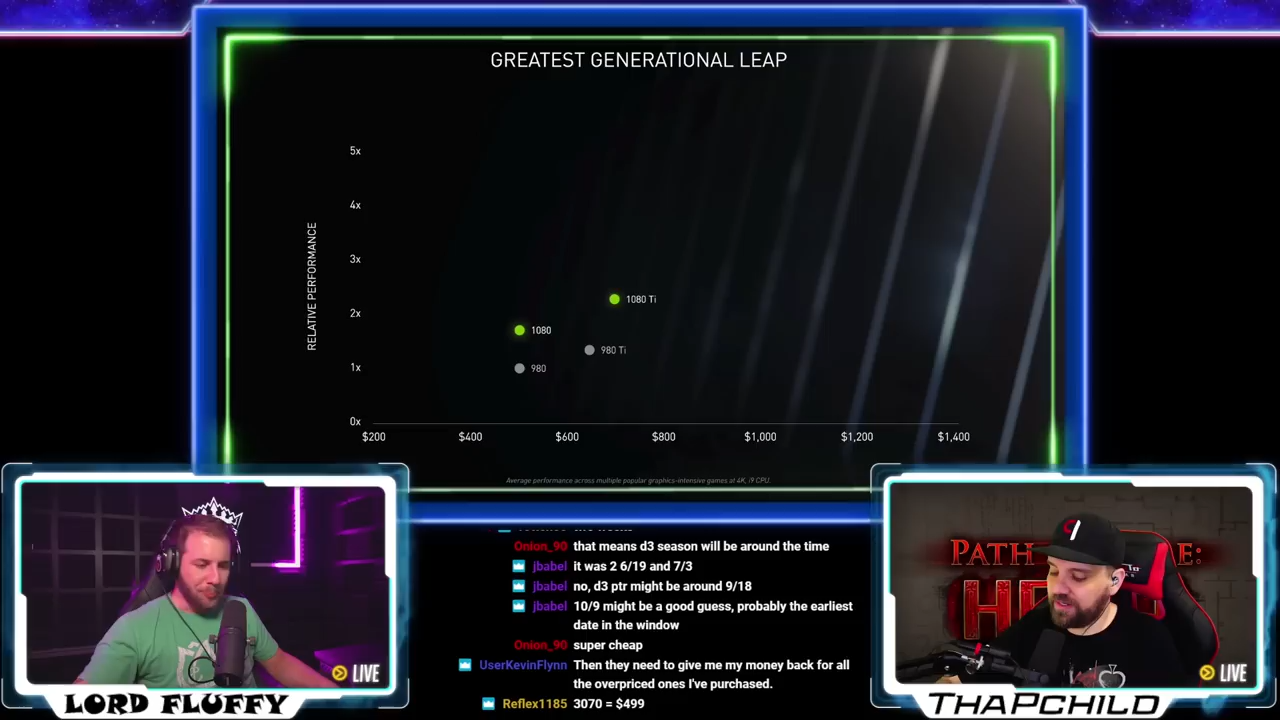 GREATEST GENERATIONAL LEAP
5x
4x
3x
2x
1x
0x
RELATIVE PERFORMANCE
1080 Ti
1080
980 Ti
980
$200 $400 $600 $800 $1,000 $1,200 $1,400
Average performance across multiple popular graphics-intensive games at 4K, i9 CPU.
Onion_90 that means d3 season will be around the time
jbabel it was 2 6/19 and 7/3
jbabel no, d3 ptr might be around 9/18
jbabel 10/9 might be a good guess, probably the earliest
date in the window
Onion_90 super cheap
UserKevinFlynn Then they need to give me my money back for all
the overpriced ones I've purchased.
Reflex1185 3070 = $499
LIVE
LORD FLUFFY
PATH
E:
LIVE
THAPCHILD